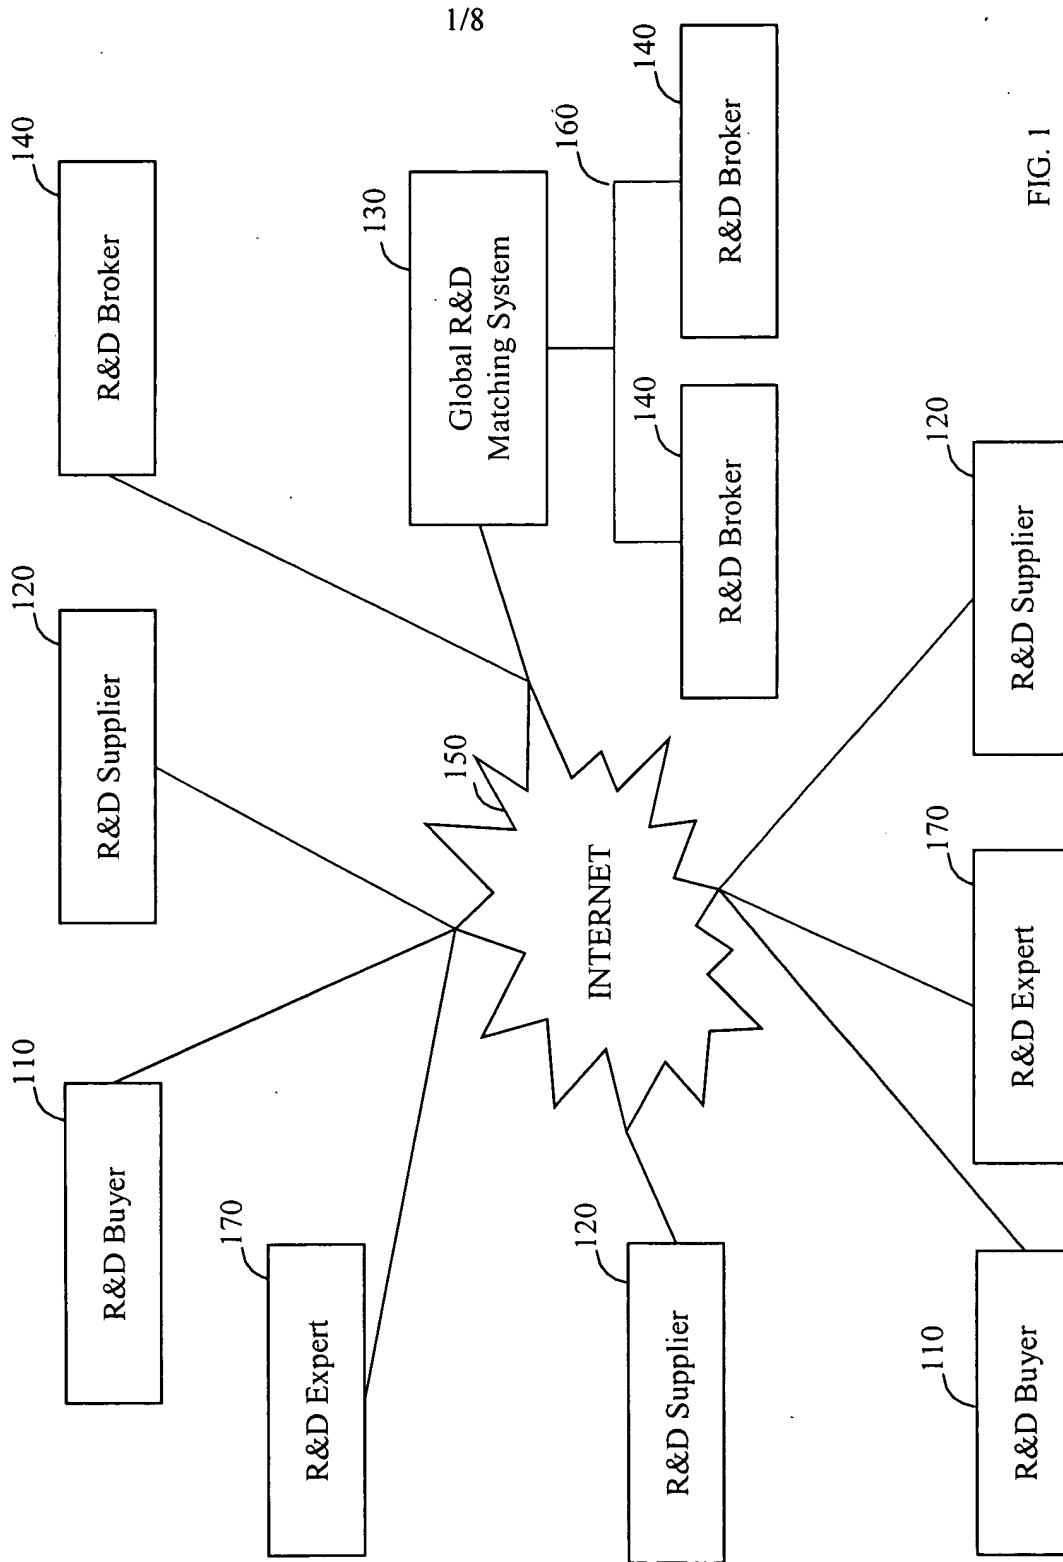 1/8
110
120
140
R&D Buyer
R&D Supplier
R&D Broker
170
R&D Expert
130
150
Global R&D
Matching System
160
INTERNET
120
R&D Supplier
140
140
R&D Broker
R&D Broker
110
170
120
R&D Buyer
R&D Expert
R&D Supplier
FIG. 1